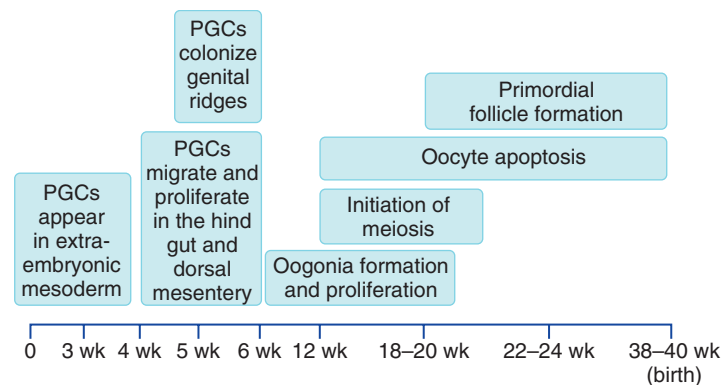 PGCs
appear
in extra-
embryonic
mesoderm
PGCs
colonize
genital
ridges
PGCs
migrate and
proliferate
in the hind
gut and
dorsal
mesentery
Primordial
follicle formation
Oocyte apoptosis
Initiation of
meiosis
Oogonia formation
and proliferation
0 3 wk 4 wk 5 wk 6 wk 12 wk 18–20 wk 22–24 wk 38–40 wk
(birth)